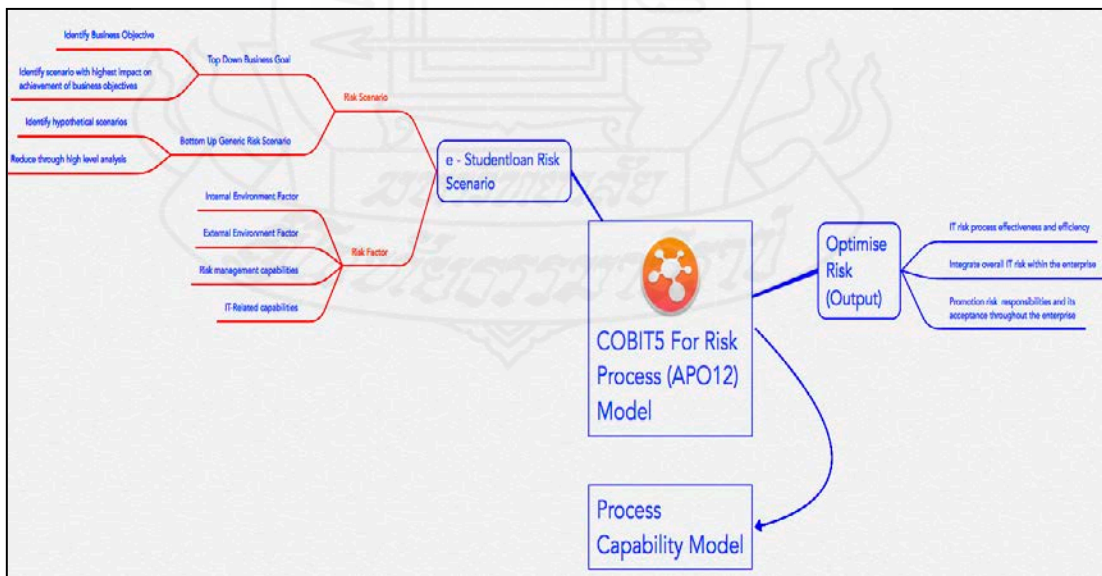 Identify Business Objective
Top Down Business Goal
Identify scenario with highest impact on
achievement of business objectives
Risk Scenario
Identify hypothetical scenarios
Bottom Up Generic Risk Scenario
Reduce through high level analysis
e - Studentloan Risk
Scenario
Internal Environment Factor
External Environment Factor
Risk Factor
Risk management capabilities
IT-Related capabilities
COBIT5 For Risk
Process (APO12)
Model
Optimise
Risk
(Output)
IT risk process effectiveness and efficiency
Integrate overall IT risk within the enterprise
Promotion risk responsibilities and its
acceptance throughout the enterprise
Process
Capability Model